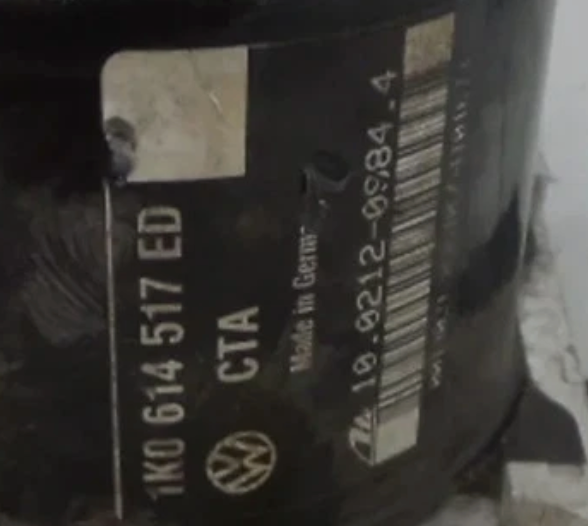 1K0 614 517 ED
CTA
Made in Germ
10.0212-0984.4